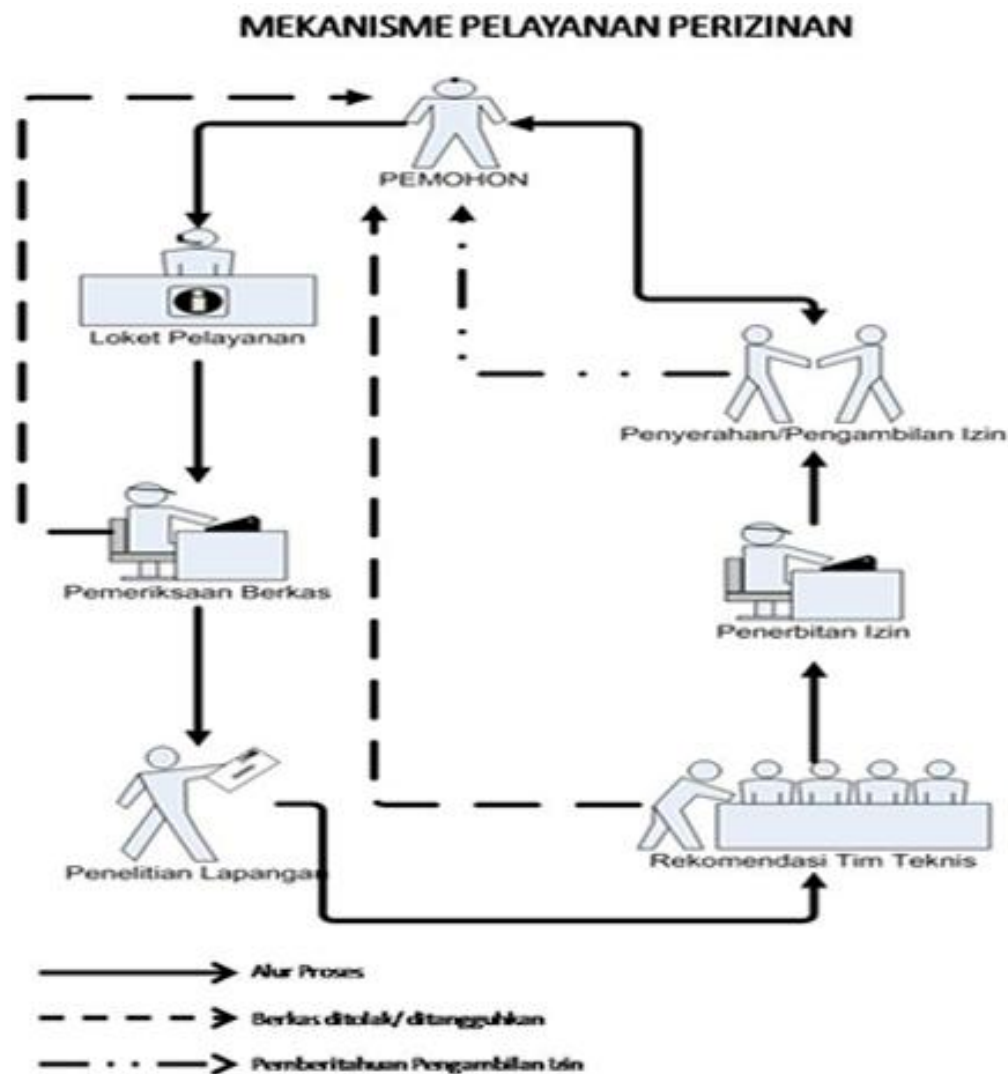 MEKANISME PELAYANAN PERIZINAN
PEMOHON
Loket Pelayanan
Penyerahan/Pengambilan Izin
Pemeriksaan Berkas
Penerbitan Izin
Penelitian Lapangan
Rekomendasi Tim Teknis
Alur Proses
Berkas ditolak/ ditangguhkan
Pemberitahuan Pengambilan Izin